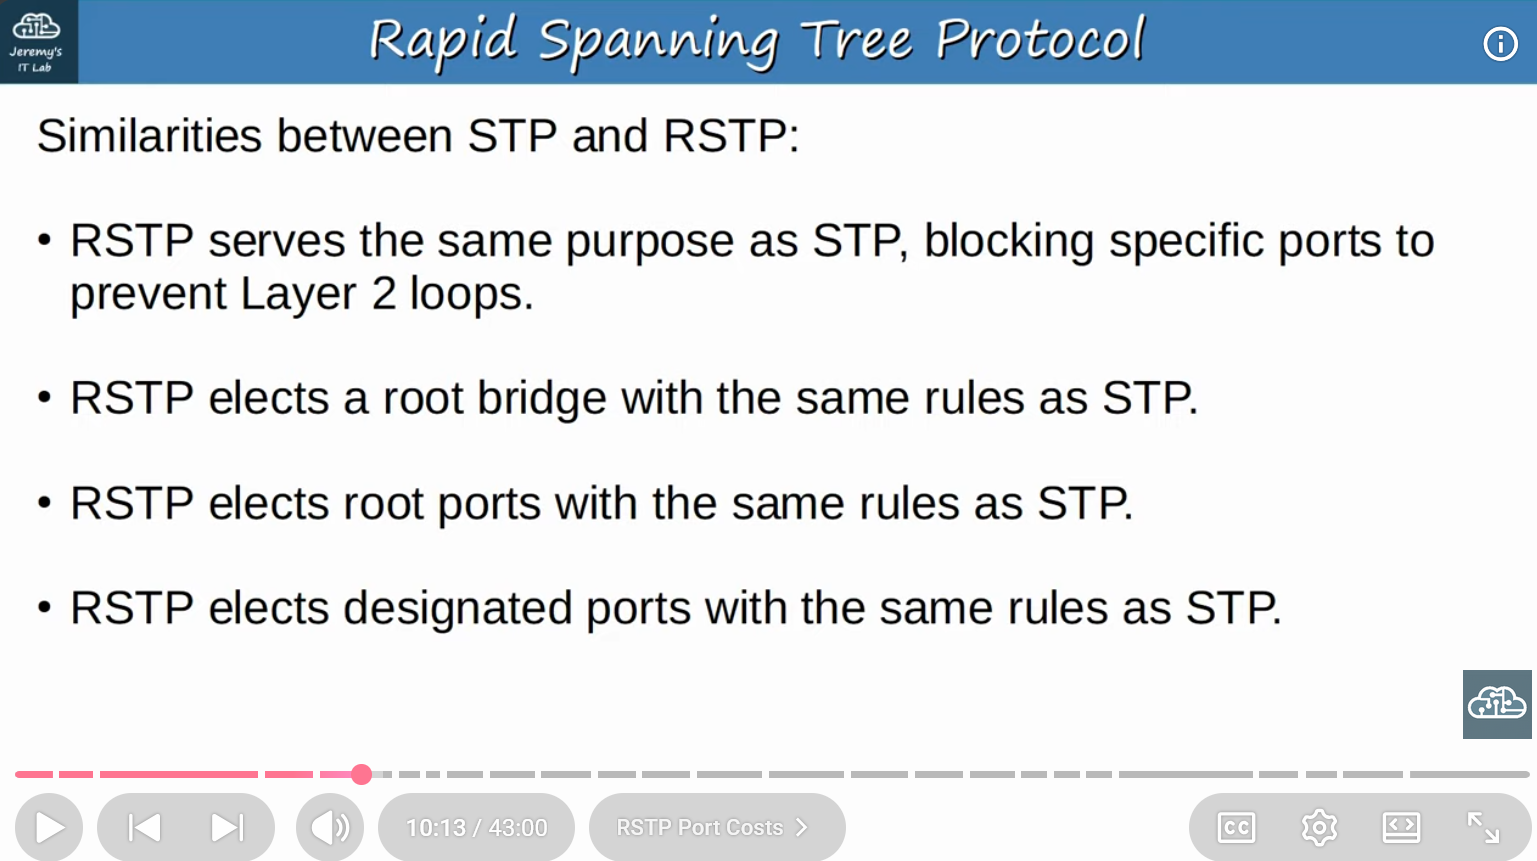 Jeremy's
IT Lab
Rapid Spanning Tree Protocol
Similarities between STP and RSTP:
• RSTP serves the same purpose as STP, blocking specific ports to
prevent Layer 2 loops.
• RSTP elects a root bridge with the same rules as STP.
• RSTP elects root ports with the same rules as STP.
• RSTP elects designated ports with the same rules as STP.
10:13 / 43:00
RSTP Port Costs
CC